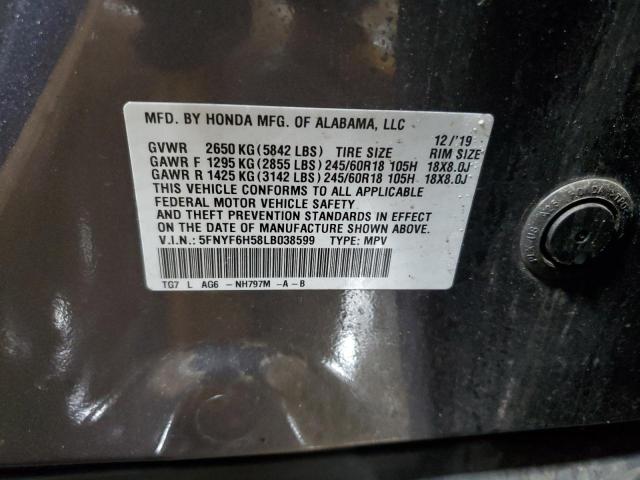 MFD. BY HONDA MFG. OF ALABAMA, LLC
12/'19
GVWR 2650 KG (5842 LBS) TIRE SIZE RIM SIZE
GAWR F 1295 KG (2855 LBS) 245/60R18 105H 18X8.0J
GAWR R 1425 KG (3142 LBS) 245/60R18 105H 18X8.0J
THIS VEHICLE CONFORMS TO ALL APPLICABLE
FEDERAL MOTOR VEHICLE SAFETY
AND THEFT PREVENTION STANDARDS IN EFFECT
ON THE DATE OF MANUFACTURE SHOWN ABOVE.
V.I.N.: 5FNYF6H58LB038599 TYPE: MPV
TG7 L AG6 -NH797M -A -B